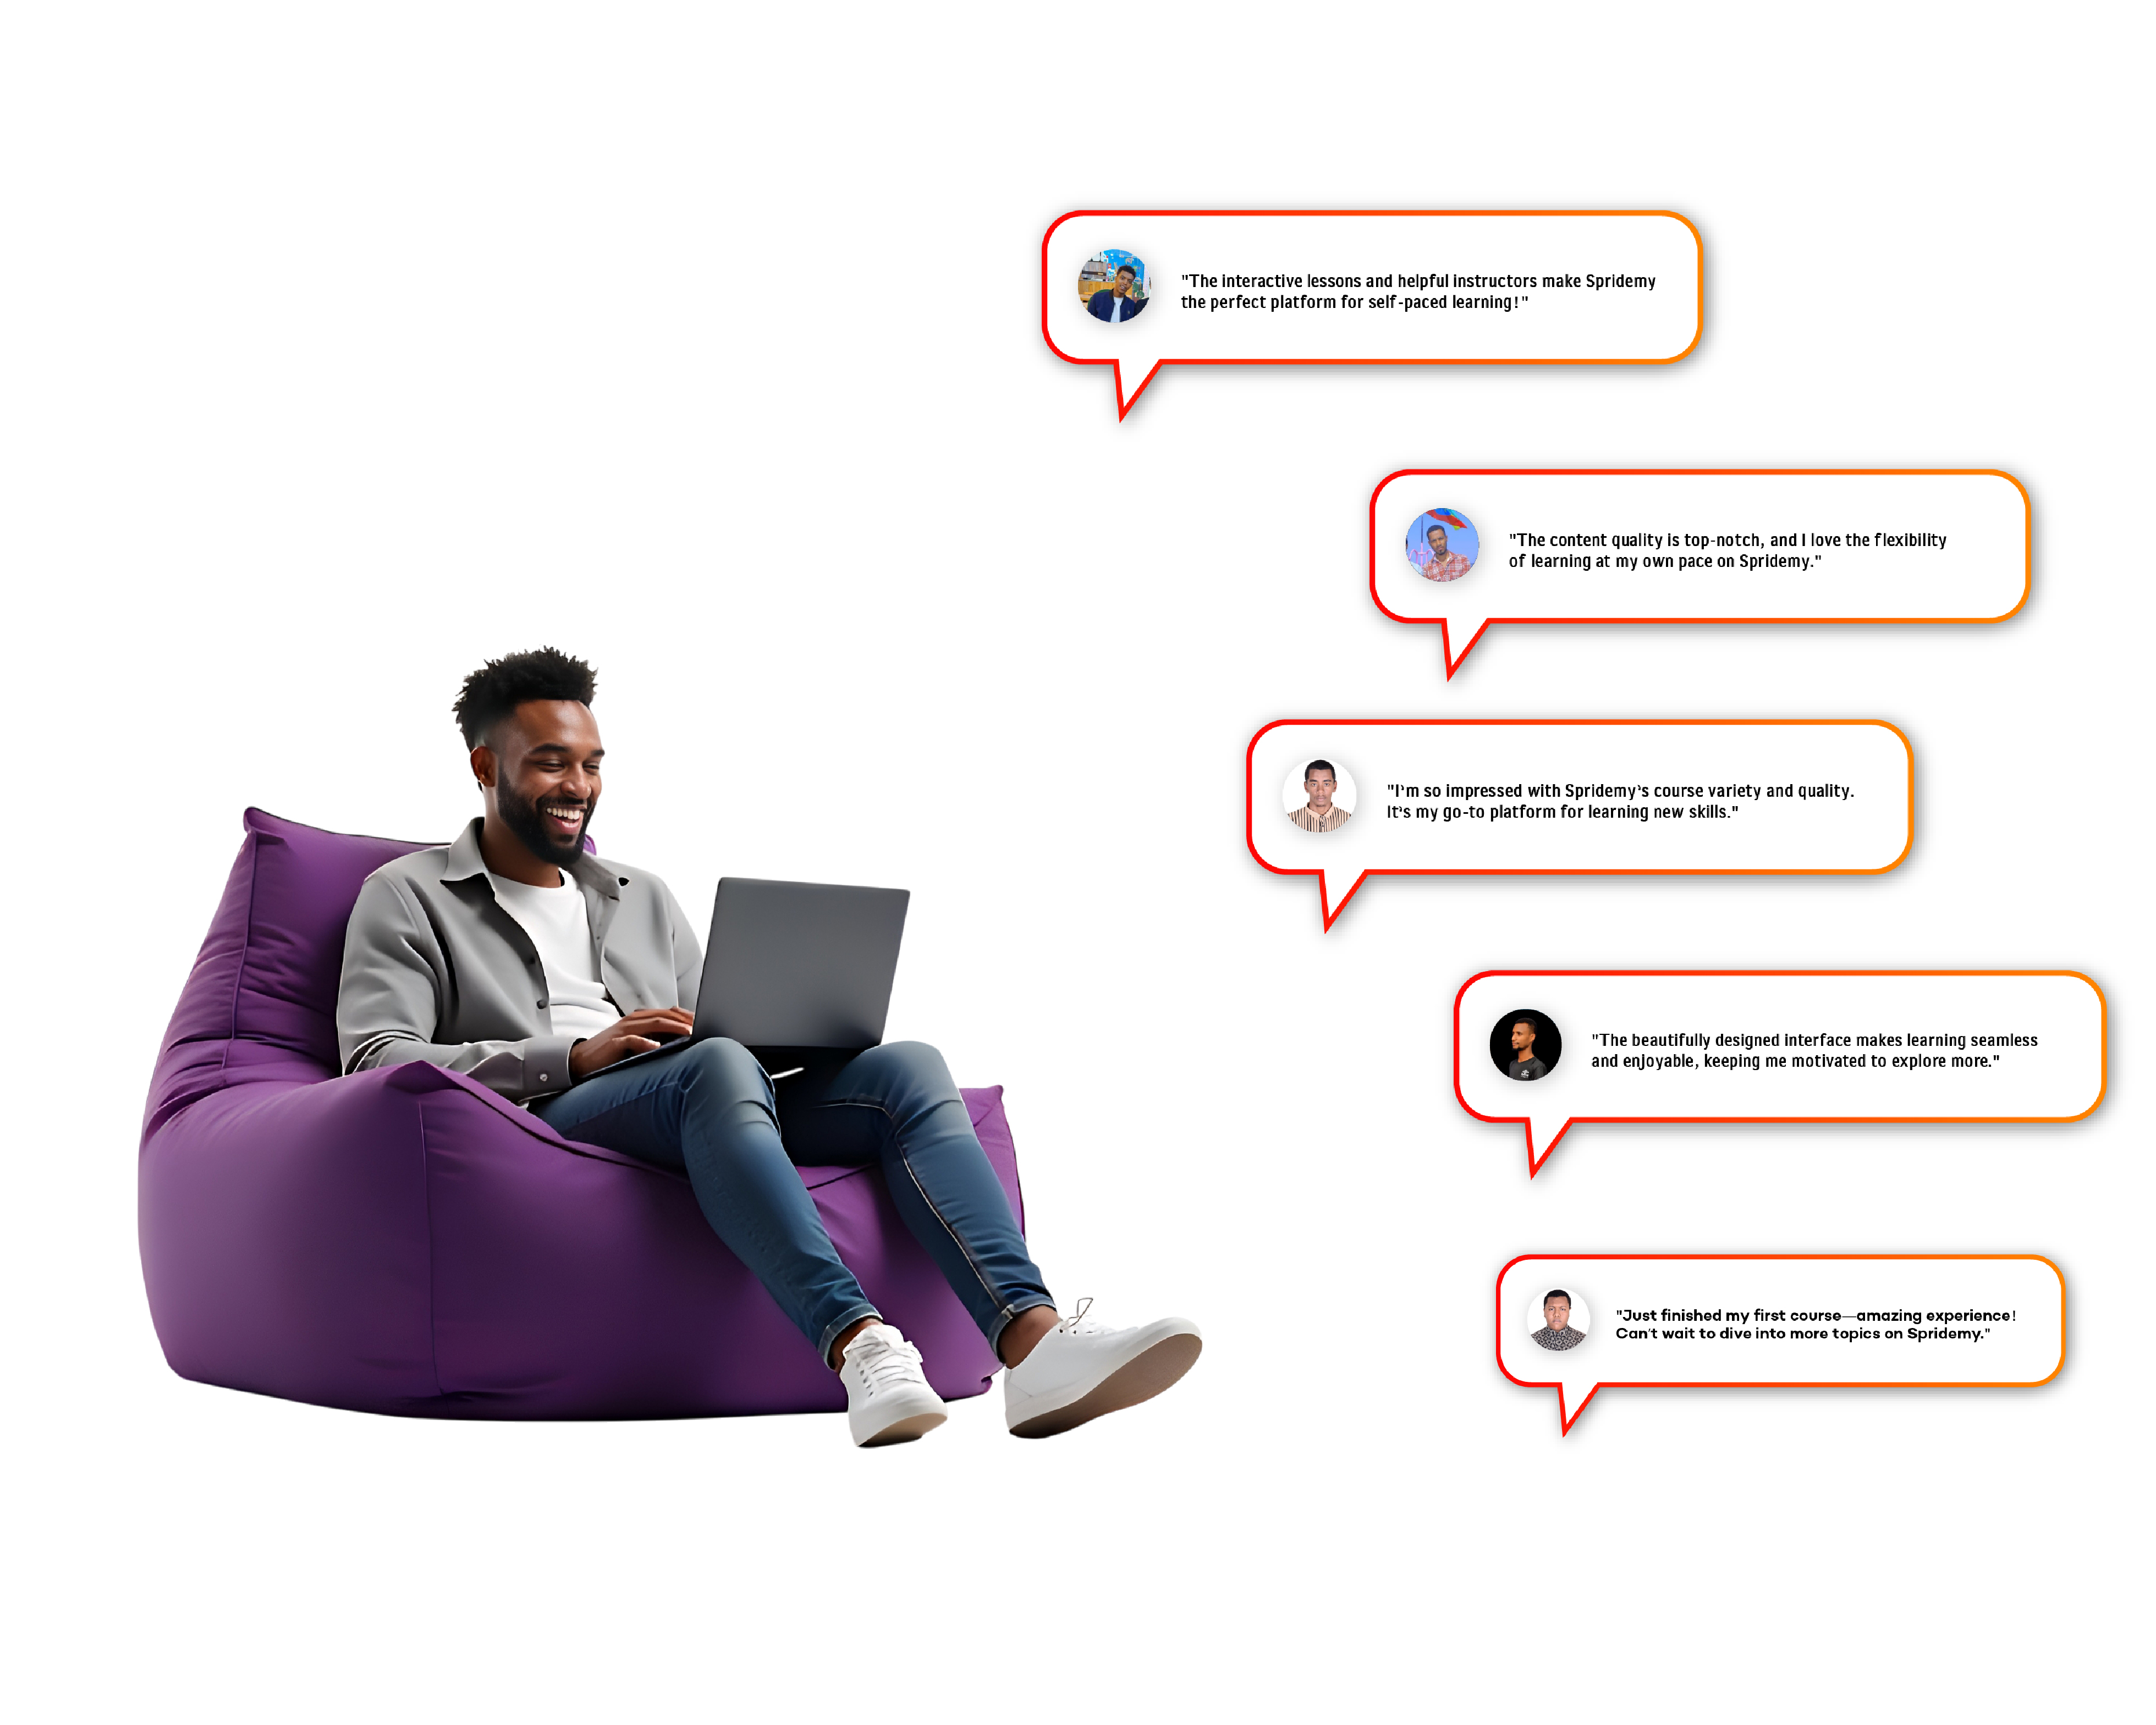 "The interactive lessons and helpful instructors make Spridemy
the perfect platform for self-paced learning!"
"The content quality is top-notch, and I love the flexibility
of learning at my own pace on Spridemy."
"I'm so impressed with Spridemy's course variety and quality.
It's my go-to platform for learning new skills."
"The beautifully designed interface makes learning seamless
and enjoyable, keeping me motivated to explore more."
"Just finished my first course—amazing experience!
Can't wait to dive into more topics on Spridemy."